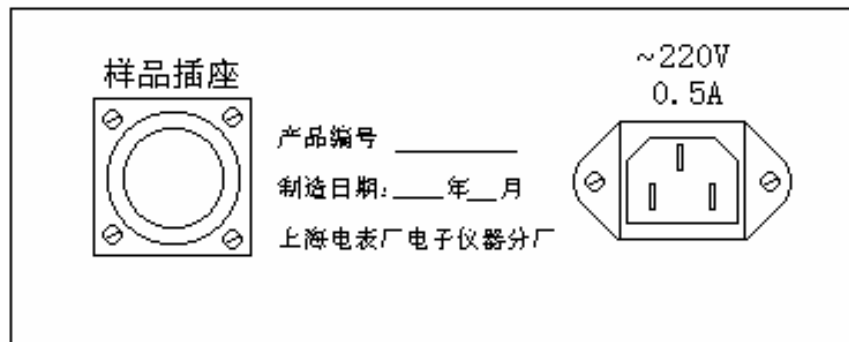 样品插座
产品编号 ________
制造日期:____年__月
上海电表厂电子仪器分厂
~220V
0.5A